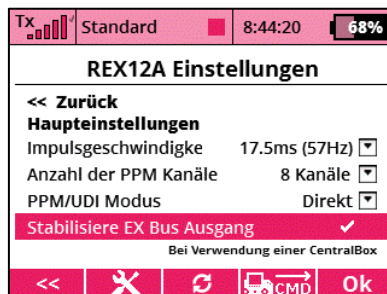 Tx Standard 8:44:20 68%
REX12A Einstellungen
<< Zurück
Haupteinstellungen
Impulsgeschwindigke 17.5ms (57Hz)
Anzahl der PPM Kanäle 8 Kanäle
PPM/UDI Modus Direkt
Stabilisiere EX Bus Ausgang
Bei Verwendung einer CentralBox
<< CMD Ok